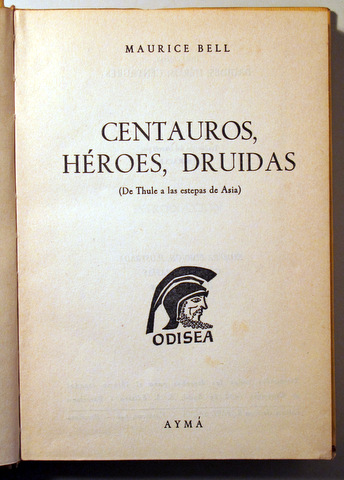 MAURICE BELL
CENTAUROS,
HÉROES, DRUIDAS
(De Thule a las estepas de Asia)
ODISEA
AYMÁ